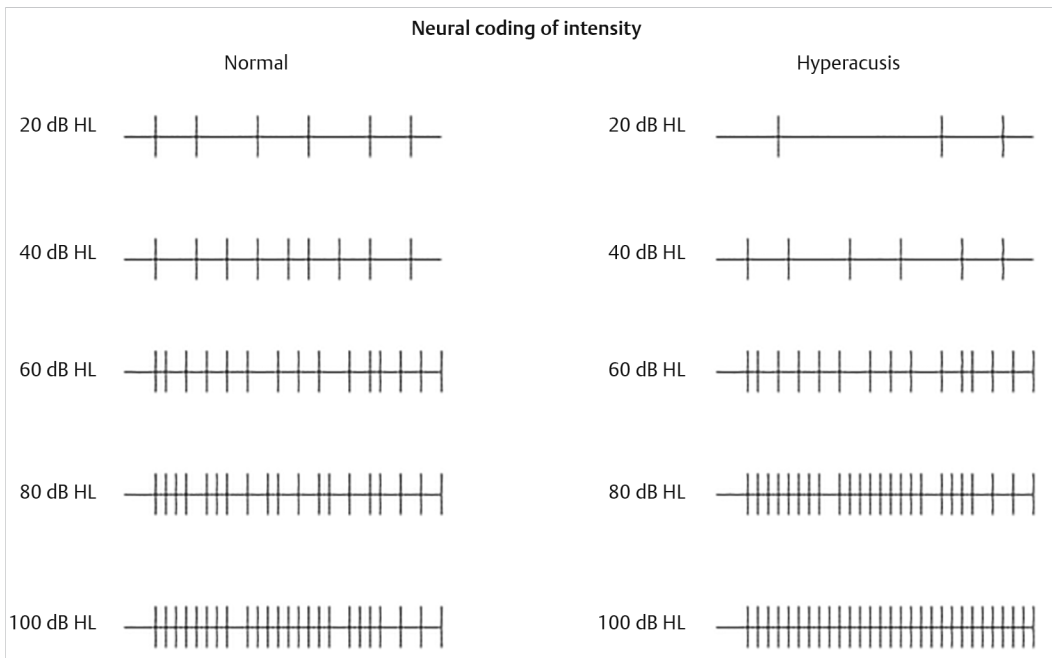 Neural coding of intensity
Normal Hyperacusis
20 dB HL 20 dB HL
40 dB HL 40 dB HL
60 dB HL 60 dB HL
80 dB HL 80 dB HL
100 dB HL 100 dB HL